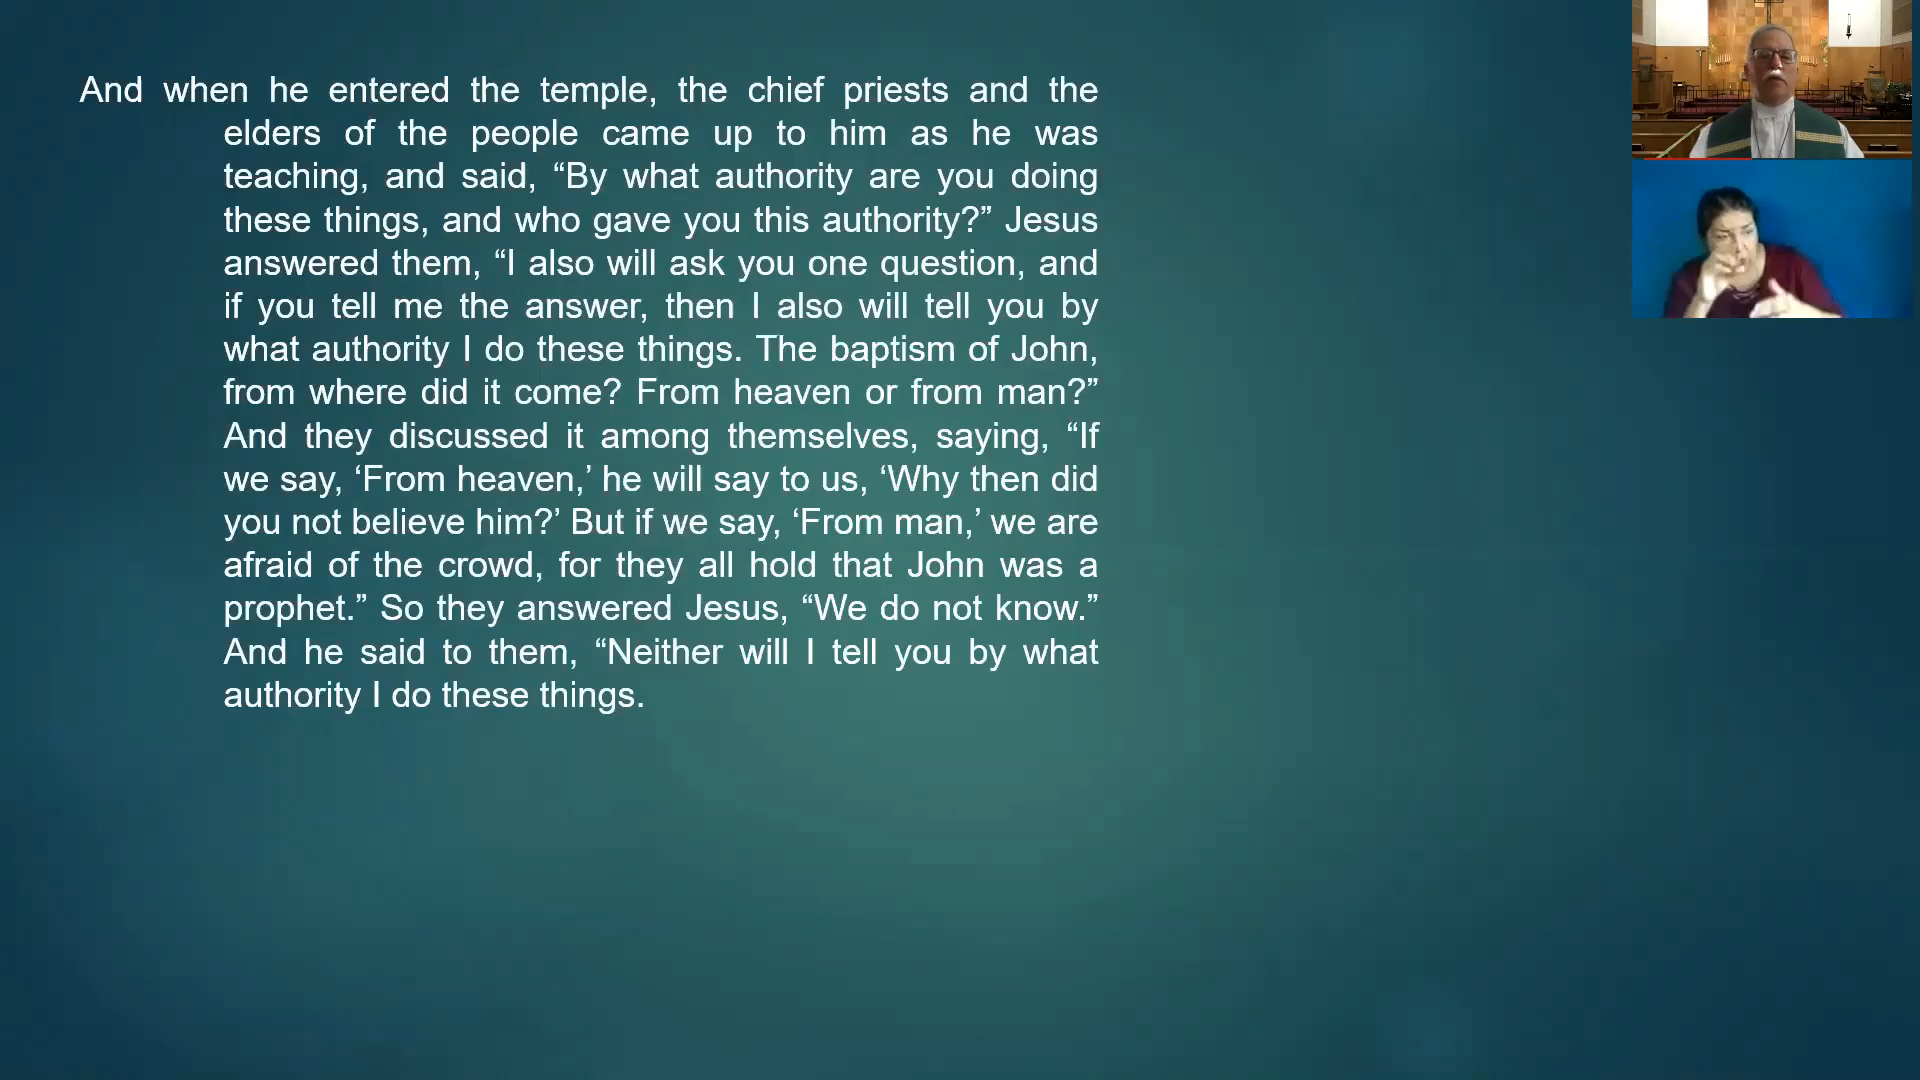 And when he entered the temple, the chief priests and the
elders of the people came up to him as he was
teaching, and said, “By what authority are you doing
these things, and who gave you this authority?” Jesus
answered them, “I also will ask you one question, and
if you tell me the answer, then I also will tell you by
what authority I do these things. The baptism of John,
from where did it come? From heaven or from man?”
And they discussed it among themselves, saying, “If
we say, ‘From heaven,’ he will say to us, ‘Why then did
you not believe him?’ But if we say, ‘From man,’ we are
afraid of the crowd, for they all hold that John was a
prophet.” So they answered Jesus, “We do not know.”
And he said to them, “Neither will I tell you by what
authority I do these things.